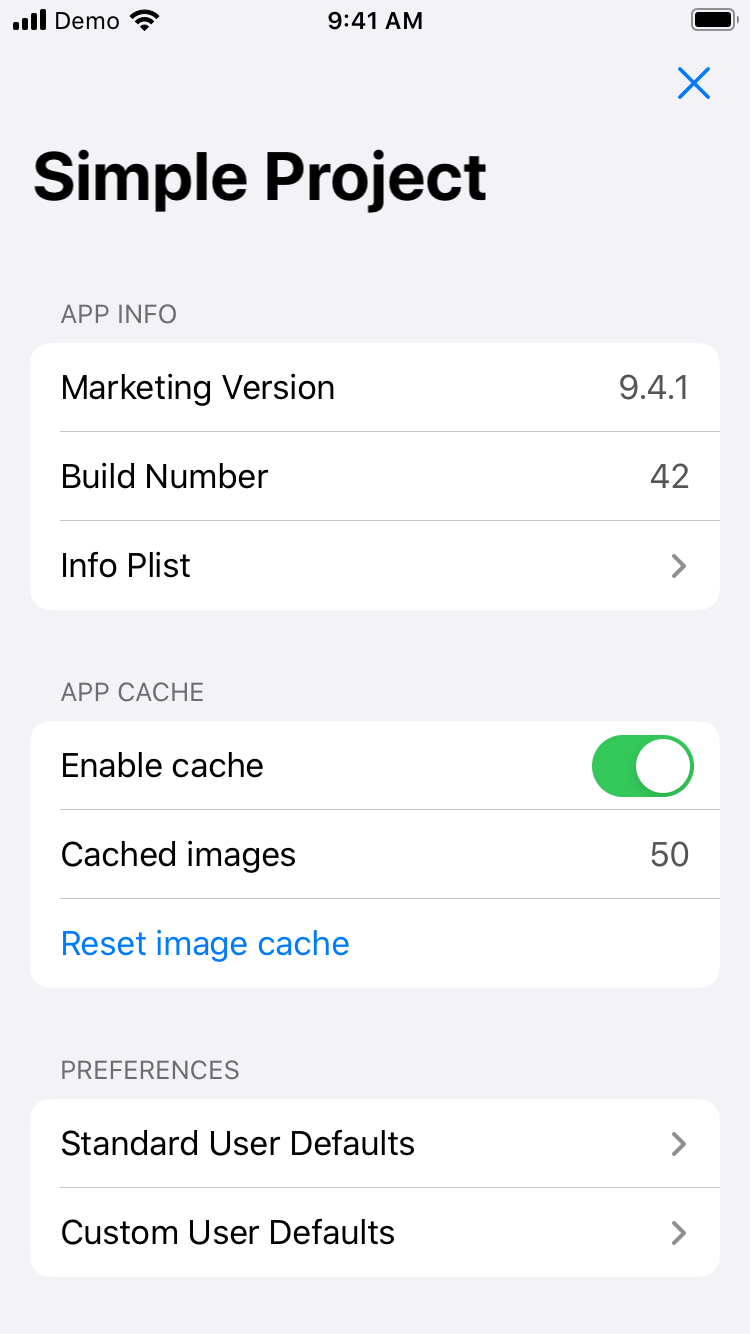 Demo 9:41 AM
Simple Project
APP INFO
Marketing Version 9.4.1
Build Number 42
Info Plist
APP CACHE
Enable cache
Cached images 50
Reset image cache
PREFERENCES
Standard User Defaults
Custom User Defaults